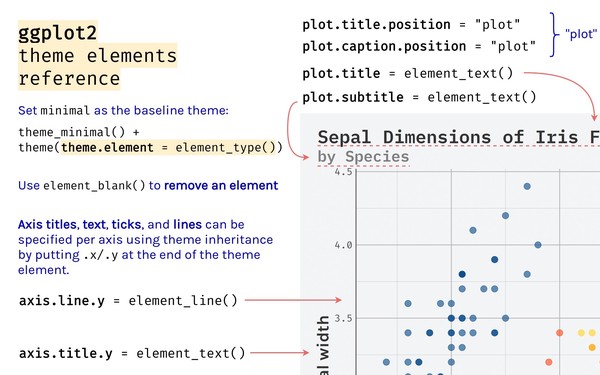 ggplot2
theme elements
reference
Set minimal as the baseline theme:
theme_minimal() +
theme(theme.element = element_type())
Use element_blank() to remove an element
Axis titles, text, ticks, and lines can be
specified per axis using theme inheritance
by putting .x/.y at the end of the theme
element.
axis.line.y = element_line()
axis.title.y = element_text()
plot.title.position = "plot"
plot.caption.position = "plot"
"plot"
plot.title = element_text()
plot.subtitle = element_text()
Sepal Dimensions of Iris F
by Species
4.5
4.0
3.5
al width